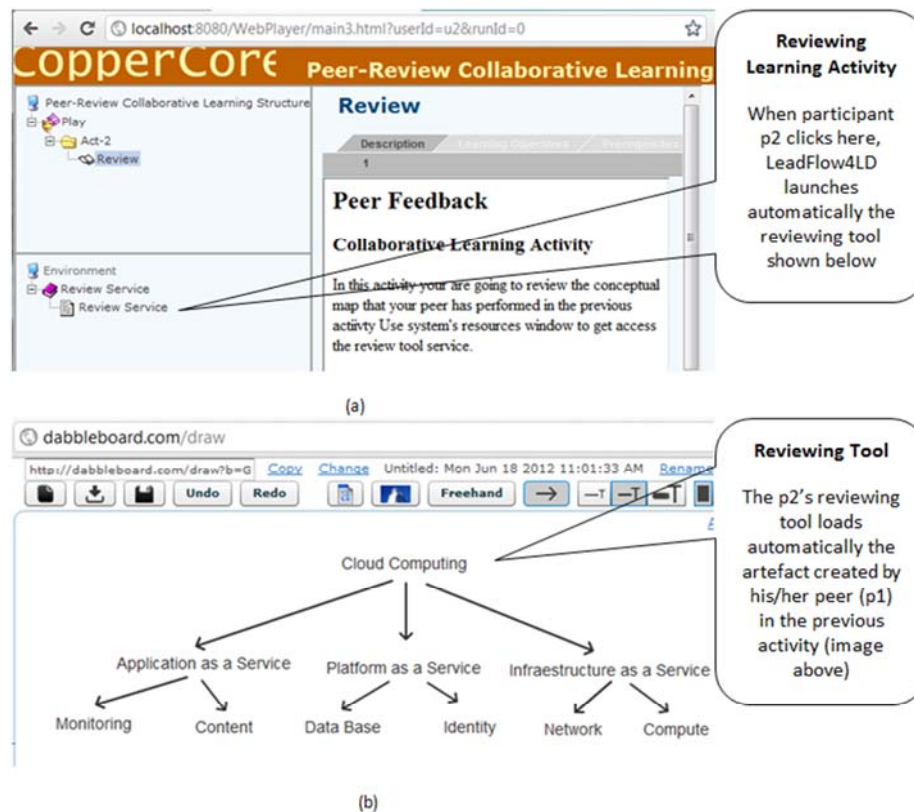 localhost:8080/WebPlayer/main3.html?userId=u2&runId=0
CopperCore
Peer-Review Collaborative Learning
Peer-Review Collaborative Learning Structure
Play
Act-2
Review
Environment
Review Service
Review Service
Review
Description Learning Objectives Prerequisites
1
Peer Feedback
Collaborative Learning Activity
In this activity your are going to review the conceptual
map that your peer has performed in the previous
activty Use system's resources window to get access
the review tool service.
Reviewing
Learning Activity
When participant
p2 clicks here,
LeadFlow4LD
launches
automatically the
reviewing tool
shown below
(a)
dabbleboard.com/draw
http://dabbleboard.com/draw?b=G Copy Change Untitled: Mon Jun 18 2012 11:01:33 AM Rename
Undo Redo a Freehand T T T
Cloud Computing
Application as a Service Platform as a Service Infraestructure as a Service
Monitoring Content Data Base Identity Network Compute
Reviewing Tool
The p2's reviewing
tool loads
automatically the
artefact created by
his/her peer (p1)
in the previous
activity (image
above)
(b)